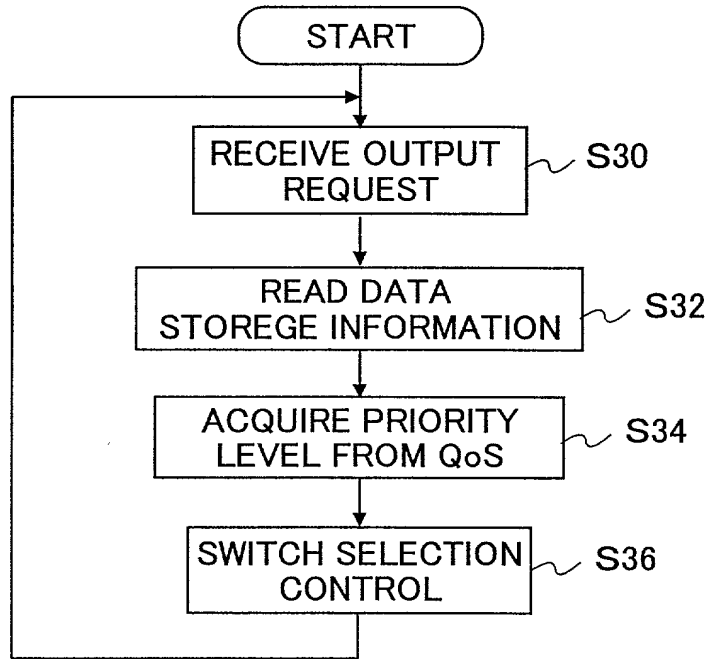 START
RECEIVE OUTPUT
REQUEST
S30
READ DATA
STOREGE INFORMATION
S32
ACQUIRE PRIORITY
LEVEL FROM QoS
S34
SWITCH SELECTION
CONTROL
S36